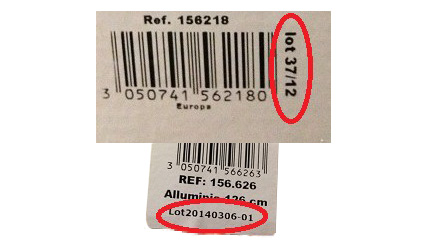 Ref. 156218
lot 37/12
3 050741 562180
Europe
3 050741 566263
REF: 156.626
Alluminio 126 cm
Lot20140306-01